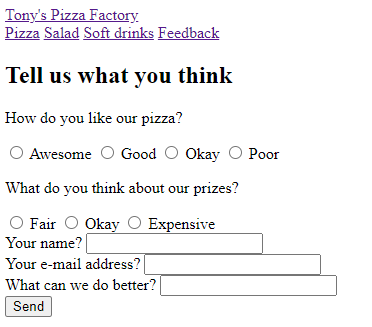 Tony's Pizza Factory
Pizza Salad Soft drinks Feedback
Tell us what you think
How do you like our pizza?
Awesome Good Okay Poor
What do you think about our prizes?
Fair Okay Expensive
Your name?
Your e-mail address?
What can we do better?
Send